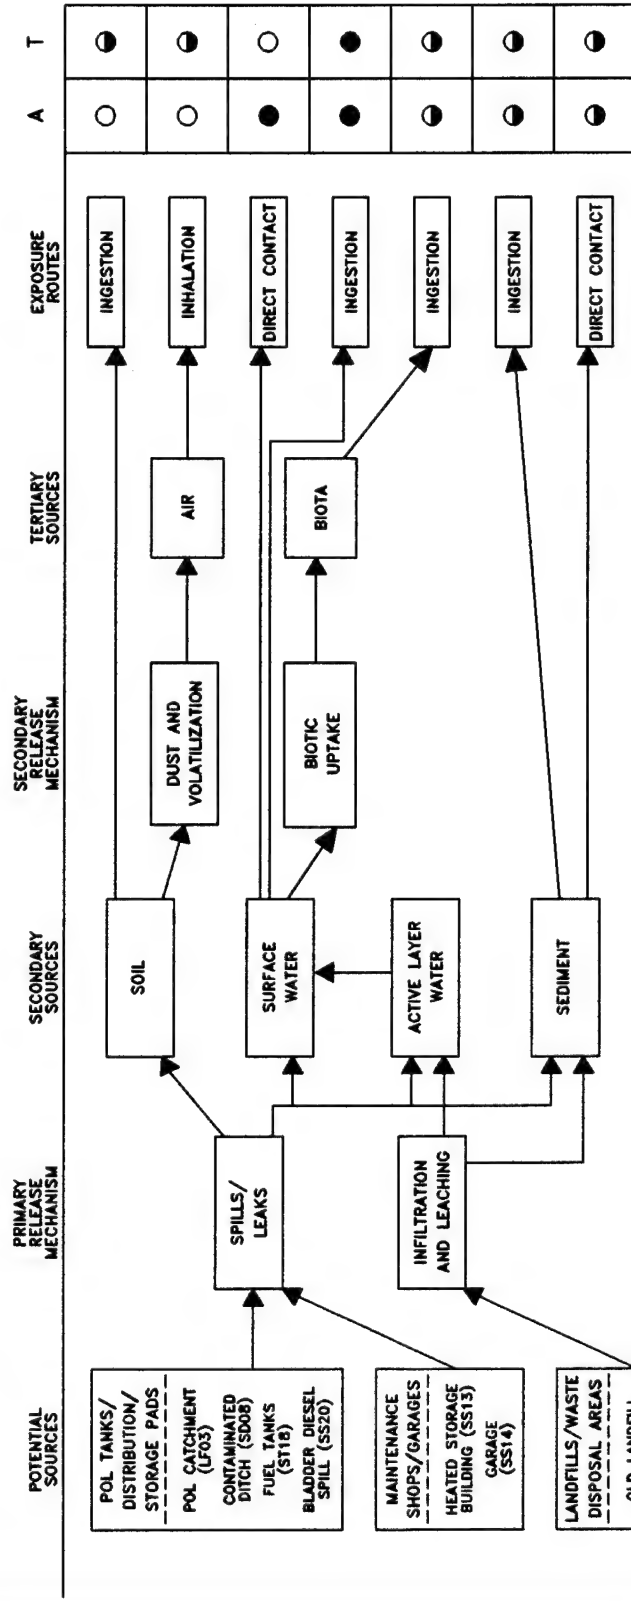 POTENTIAL
SOURCES
PRIMARY
RELEASE
MECHANISM
SECONDARY
SOURCES
SECONDARY
RELEASE
MECHANISM
TERTIARY
SOURCES
EXPOSURE
ROUTES
A
T
POL TANKS/
DISTRIBUTION/
STORAGE PADS
POL CATCHMENT
(LF03)
CONTAMINATED
DITCH (SD08)
FUEL TANKS
(ST18)
BLADDER DIESEL
SPILL (SS20)
MAINTENANCE
SHOPS/GARAGES
HEATED STORAGE
BUILDING (SS13)
GARAGE
(SS14)
LANDFILLS/WASTE
DISPOSAL AREAS
OLD LANDFILL
SPILLS/
LEAKS
INFILTRATION
AND LEACHING
SOIL
SURFACE
WATER
ACTIVE LAYER
WATER
SEDIMENT
DUST AND
VOLATILIZATION
BIOTIC
UPTAKE
AIR
BIOTA
INGESTION
INHALATION
DIRECT CONTACT
INGESTION
INGESTION
INGESTION
DIRECT CONTACT